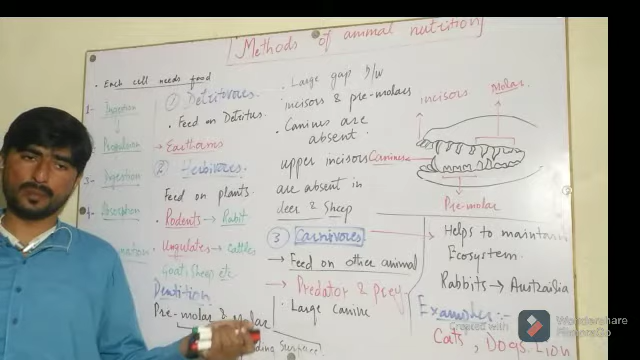 Methods of animal nutrition
• Each cell needs food
1- Ingestion
Propulsion
3- Digestion
4- Absorption
① Detritivores
• Feed on Detritus.
→ Earthworms
② Herbivores
Feed on plants.
• Rodents → Rabit
• Ungulates → cattles
Goats sheep etc
Dentition
Pre-molar & Molar
• Large gap b/w
incisors & pre-molars
• Canines are
absent.
upper incisors
are absent in
deer & Sheep
③ Carnivores
→ Feed on other animal
→ Predator & Prey
• Large Canine
incisors
Molar
Canines
Pre-molar
→ Helps to maintain
Ecosystem.
Rabbits → Austrailia
Examples:-
Cats, Dogs, Lion
Created with
Wondershare